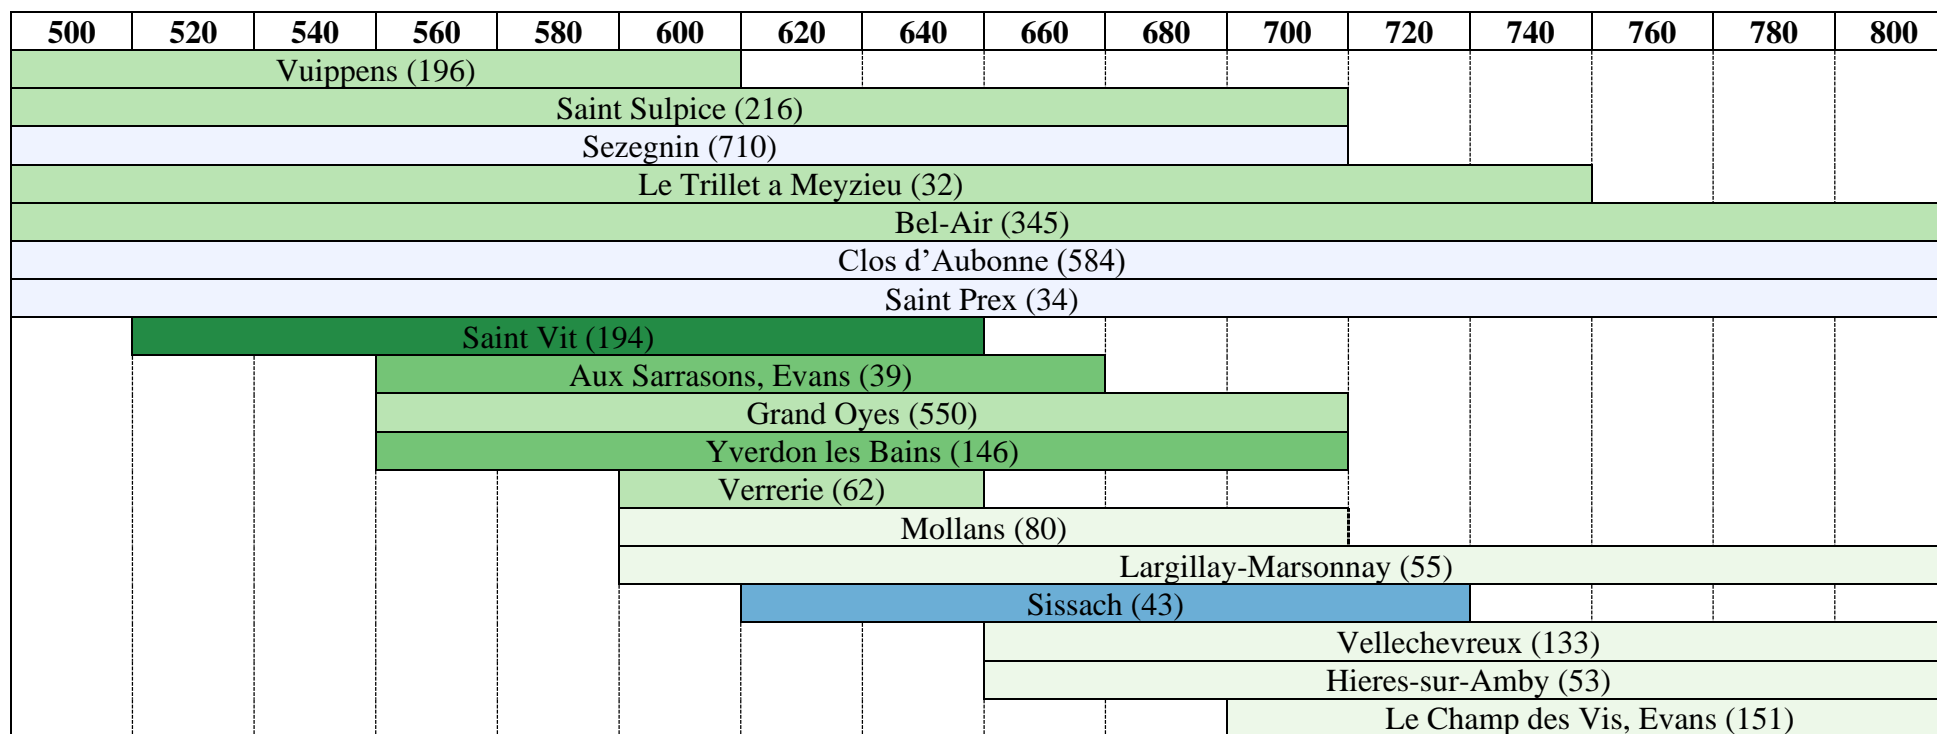 500 520 540 560 580 600 620 640 660 680 700 720 740 760 780 800
Vuippens (196)
Saint Sulpice (216)
Sezegnin (710)
Le Trillet a Meyzieu (32)
Bel-Air (345)
Clos d’Aubonne (584)
Saint Prex (34)
Saint Vit (194)
Aux Sarrasons, Evans (39)
Grand Oyes (550)
Yverdon les Bains (146)
Verrerie (62)
Mollans (80)
Largillay-Marsonnay (55)
Sissach (43)
Vellechevreux (133)
Hieres-sur-Amby (53)
Le Champ des Vis, Evans (151)